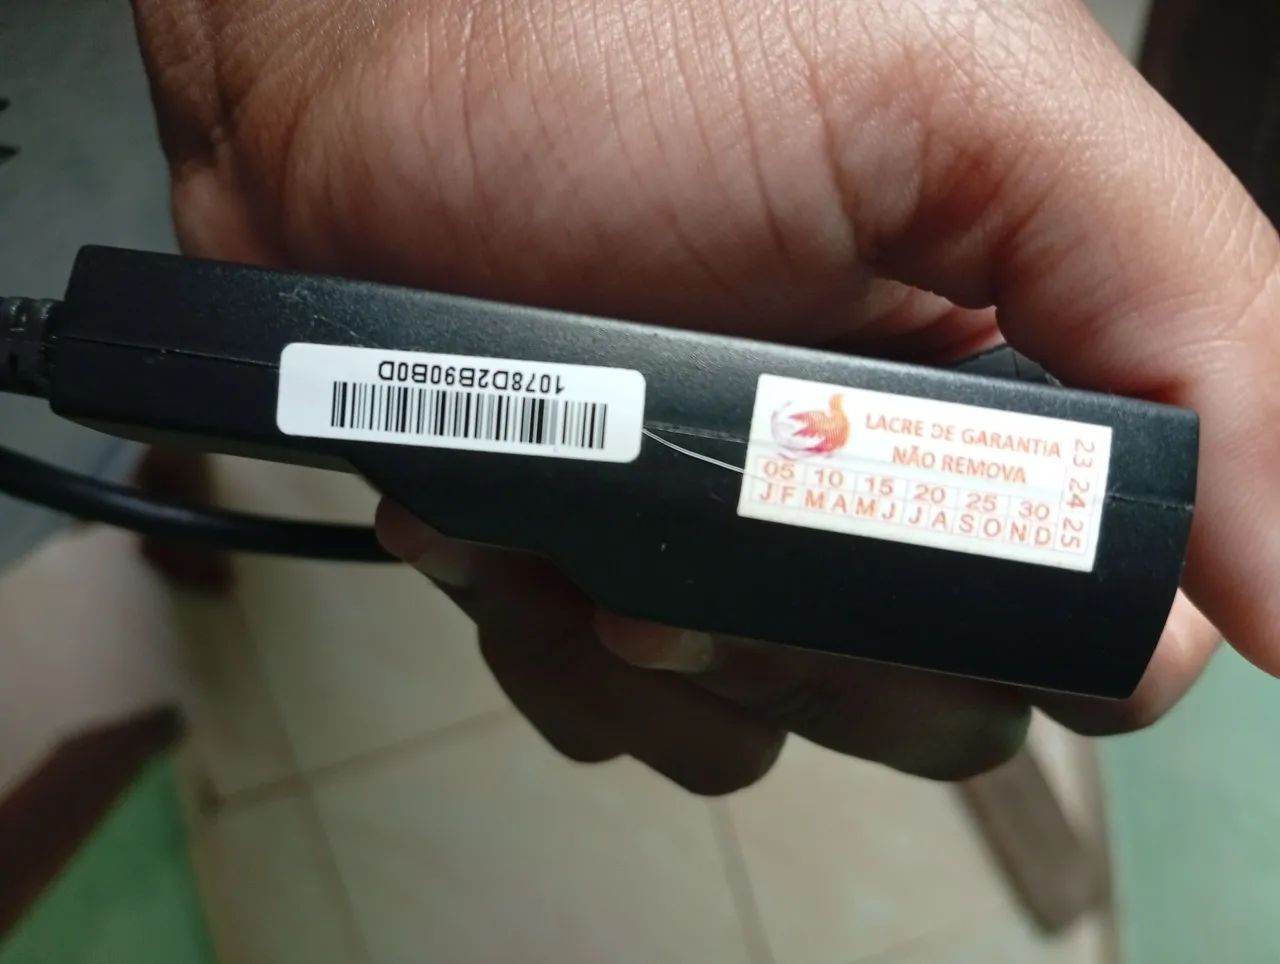 1078D2B90B0D
LACRE DE GARANTIA
NÃO REMOVA
05 10 15 20 25 30
J F M A M J J A S O N D
23 24 25